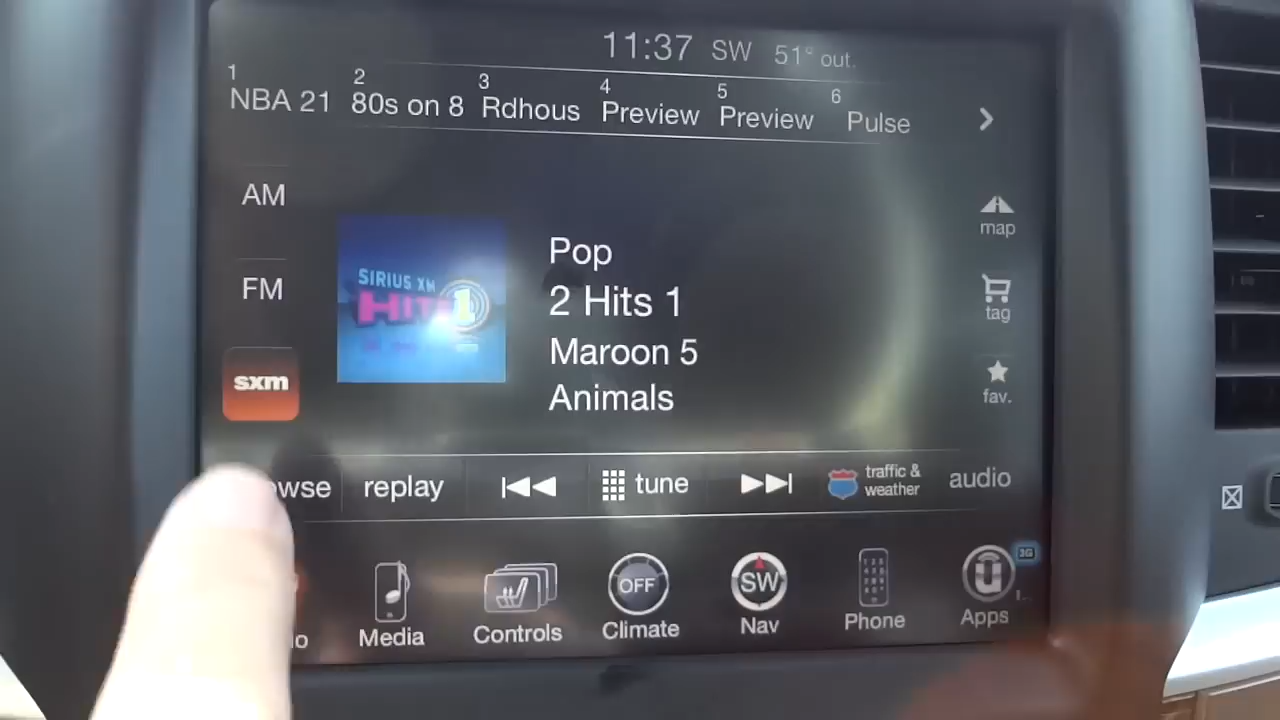 11:37 SW 51° out.
1 2 3 4 5 6
NBA 21 80s on 8 Rdhous Preview Preview Pulse
AM
FM
sxm
SIRIUS XM
HITS 1
Pop
2 Hits 1
Maroon 5
Animals
map
tag
fav.
owse replay tune traffic &
weather
audio
Media Controls OFF
Climate SW
Nav Phone 3G
Apps